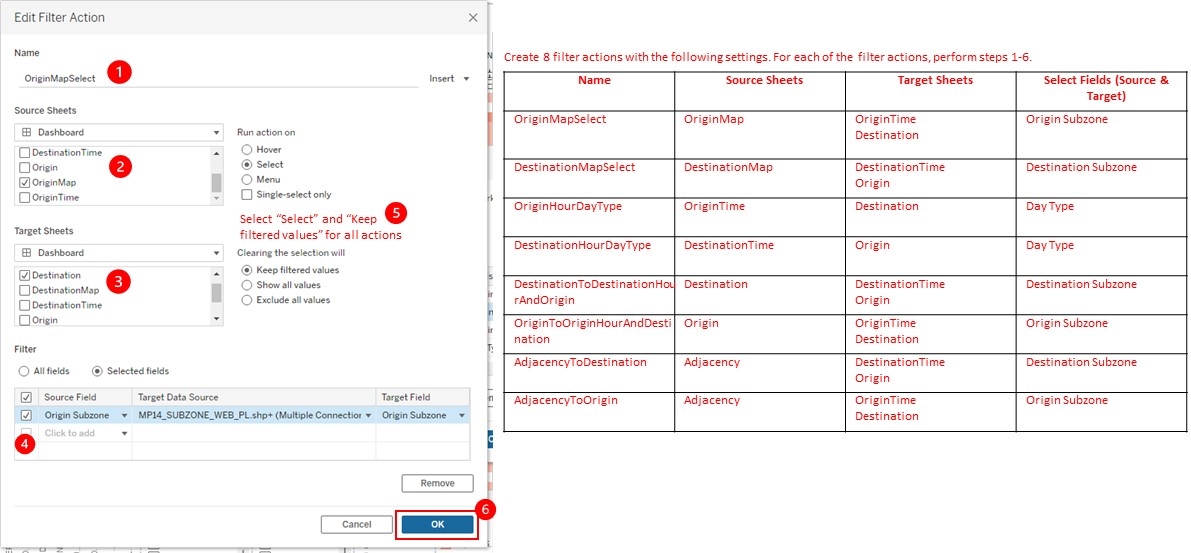 Edit Filter Action
Name
OriginMapSelect
1
Insert
Source Sheets
Dashboard
DestinationTime
Origin
OriginMap
OriginTime
2
Run action on
Hover
Select
Menu
Single-select only
Select “Select” and “Keep
filtered values” for all actions
5
Target Sheets
Dashboard
Destination
DestinationMap
DestinationTime
Origin
3
Clearing the selection will
Keep filtered values
Show all values
Exclude all values
Filter
All fields
Selected fields
Source Field Target Data Source Target Field
Origin Subzone MP14_SUBZONE_WEB_PL.shp+ (Multiple Connection Origin Subzone
Click to add
4
Remove
Cancel
OK
6
Create 8 filter actions with the following settings. For each of the filter actions, perform steps 1-6.
Name Source Sheets Target Sheets Select Fields (Source &
Target)
OriginMapSelect OriginMap OriginTime Origin Subzone
Destination
DestinationMapSelect DestinationMap DestinationTime Destination Subzone
Origin
OriginHourDayType OriginTime Destination Day Type
DestinationHourDayType DestinationTime Origin Day Type
DestinationToDestinationHou Destination DestinationTime Destination Subzone
rAndOrigin Origin
OriginToOriginHourAndDesti Origin OriginTime Origin Subzone
nation Destination
AdjacencyToDestination Adjacency DestinationTime Destination Subzone
Origin
AdjacencyToOrigin Adjacency OriginTime Origin Subzone
Destination